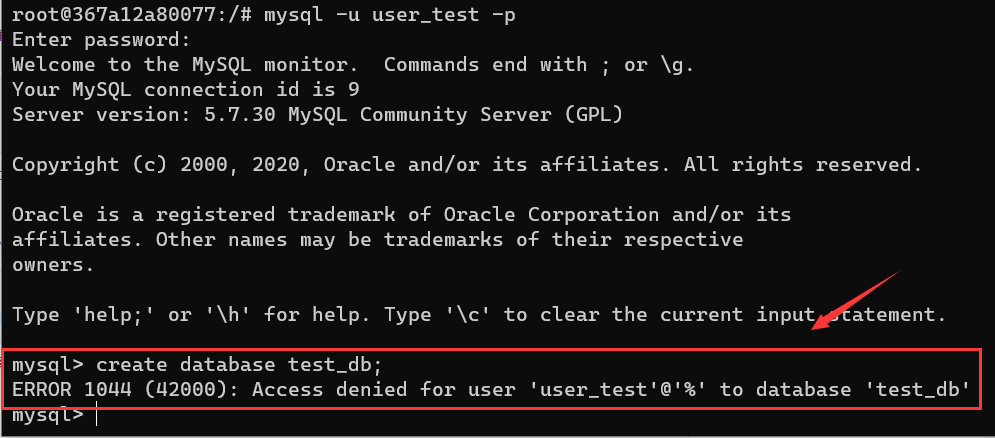 root@367a12a80077:/# mysql -u user_test -p
Enter password:
Welcome to the MySQL monitor.  Commands end with ; or \g.
Your MySQL connection id is 9
Server version: 5.7.30 MySQL Community Server (GPL)
Copyright (c) 2000, 2020, Oracle and/or its affiliates. All rights reserved.
Oracle is a registered trademark of Oracle Corporation and/or its
affiliates. Other names may be trademarks of their respective
owners.
Type 'help;' or '\h' for help. Type '\c' to clear the current input statement.
mysql> create database test_db;
ERROR 1044 (42000): Access denied for user 'user_test'@'%' to database 'test_db'
mysql>